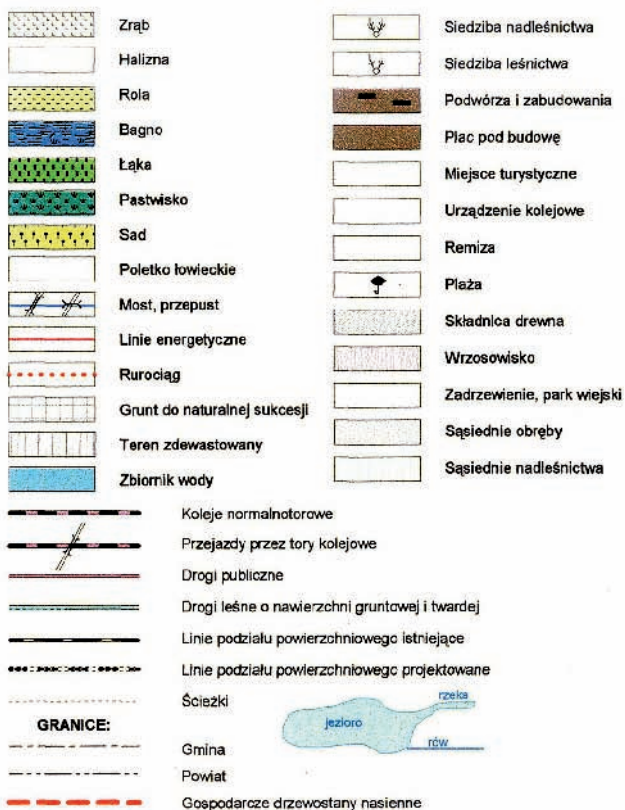 Zrąb
Halizna
Rola
Bagno
Łąka
Pastwisko
Sad
Poletko łowieckie
Most, przepust
Linie energetyczne
Rurociąg
Grunt do naturalnej sukcesji
Teren zdewastowany
Zbiornik wody
Siedziba nadleśnictwa
Siedziba leśnictwa
Podwórza i zabudowania
Plac pod budowę
Miejsce turystyczne
Urządzenie kolejowe
Remiza
Plaża
Składnica drewna
Wrzosowisko
Zadrzewienie, park wiejski
Sąsiednie obręby
Sąsiednie nadleśnictwa
Koleje normalnotorowe
Przejazdy przez tory kolejowe
Drogi publiczne
Drogi leśne o nawierzchni gruntowej i twardej
Linie podziału powierzchniowego istniejące
Linie podziału powierzchniowego projektowane
Ścieżki
rzeka
jezioro
rów
GRANICE:
Gmina
Powiat
Gospodarcze drzewostany nasienne